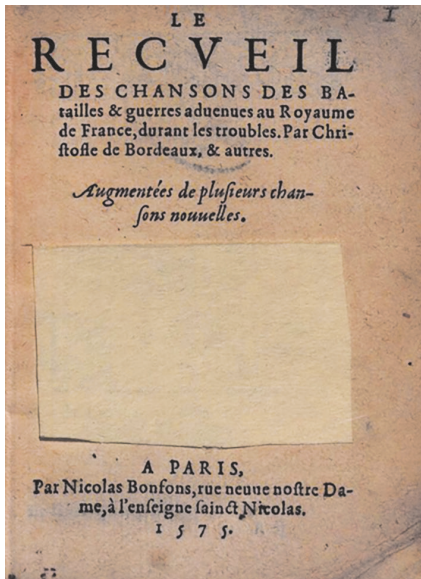 1
LE
RECVEIL
DES CHANSONS DES BA-
tailles & guerres aduenues au Royaume
de France, durant les troubles. Par Chri-
ſtofle de Bordeaux, & autres.
Augmentées de pluſieurs chan-
ſons nouuelles.
A PARIS,
Par Nicolas Bonfons, rue neuue noſtre Da-
me, à l'enſeigne ſainct Nicolas.
1575.